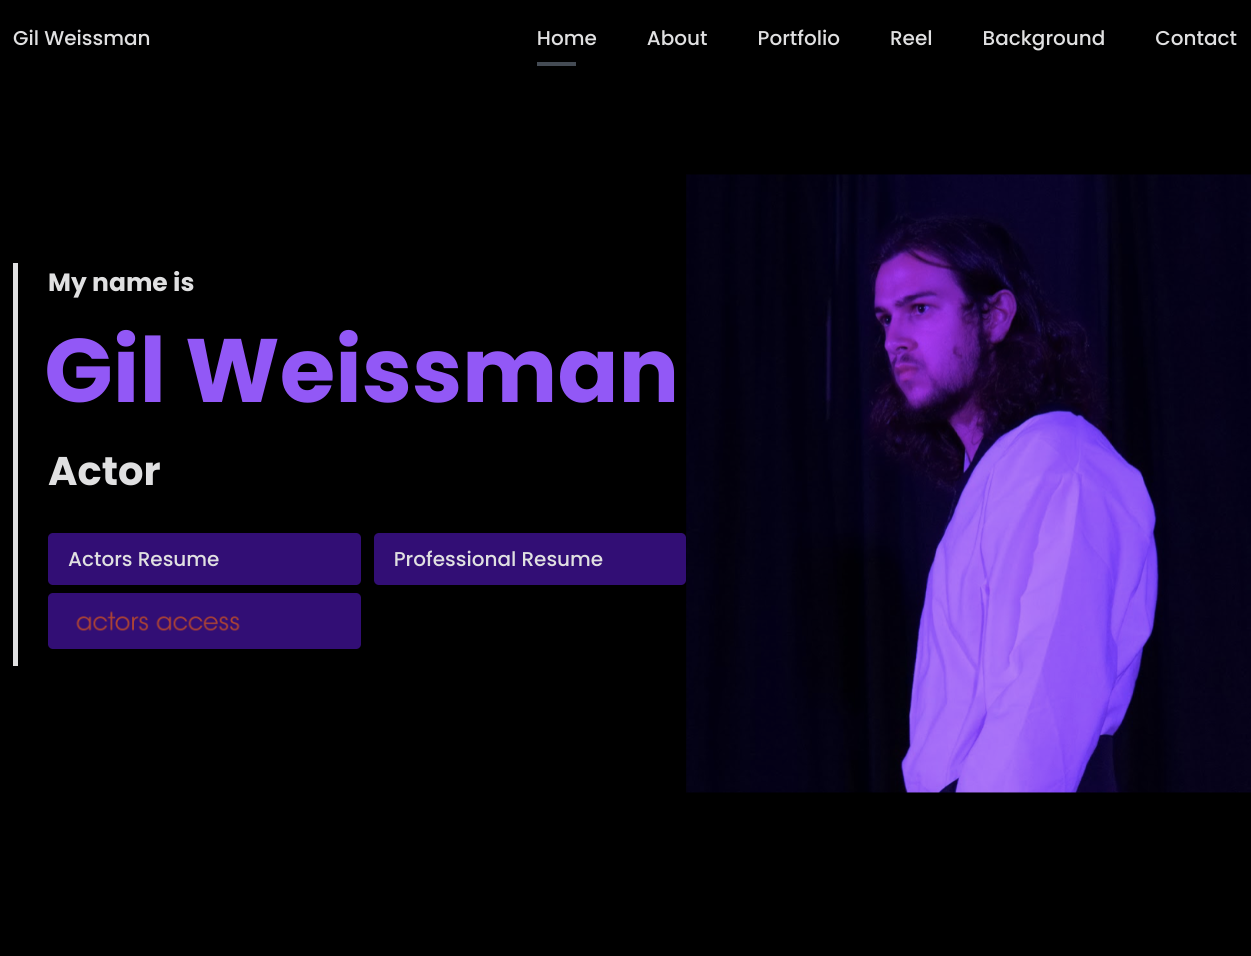 Gil Weissman Home About Portfolio Reel Background Contact
My name is
Gil Weissman
Actor
Actors Resume Professional Resume
actors access